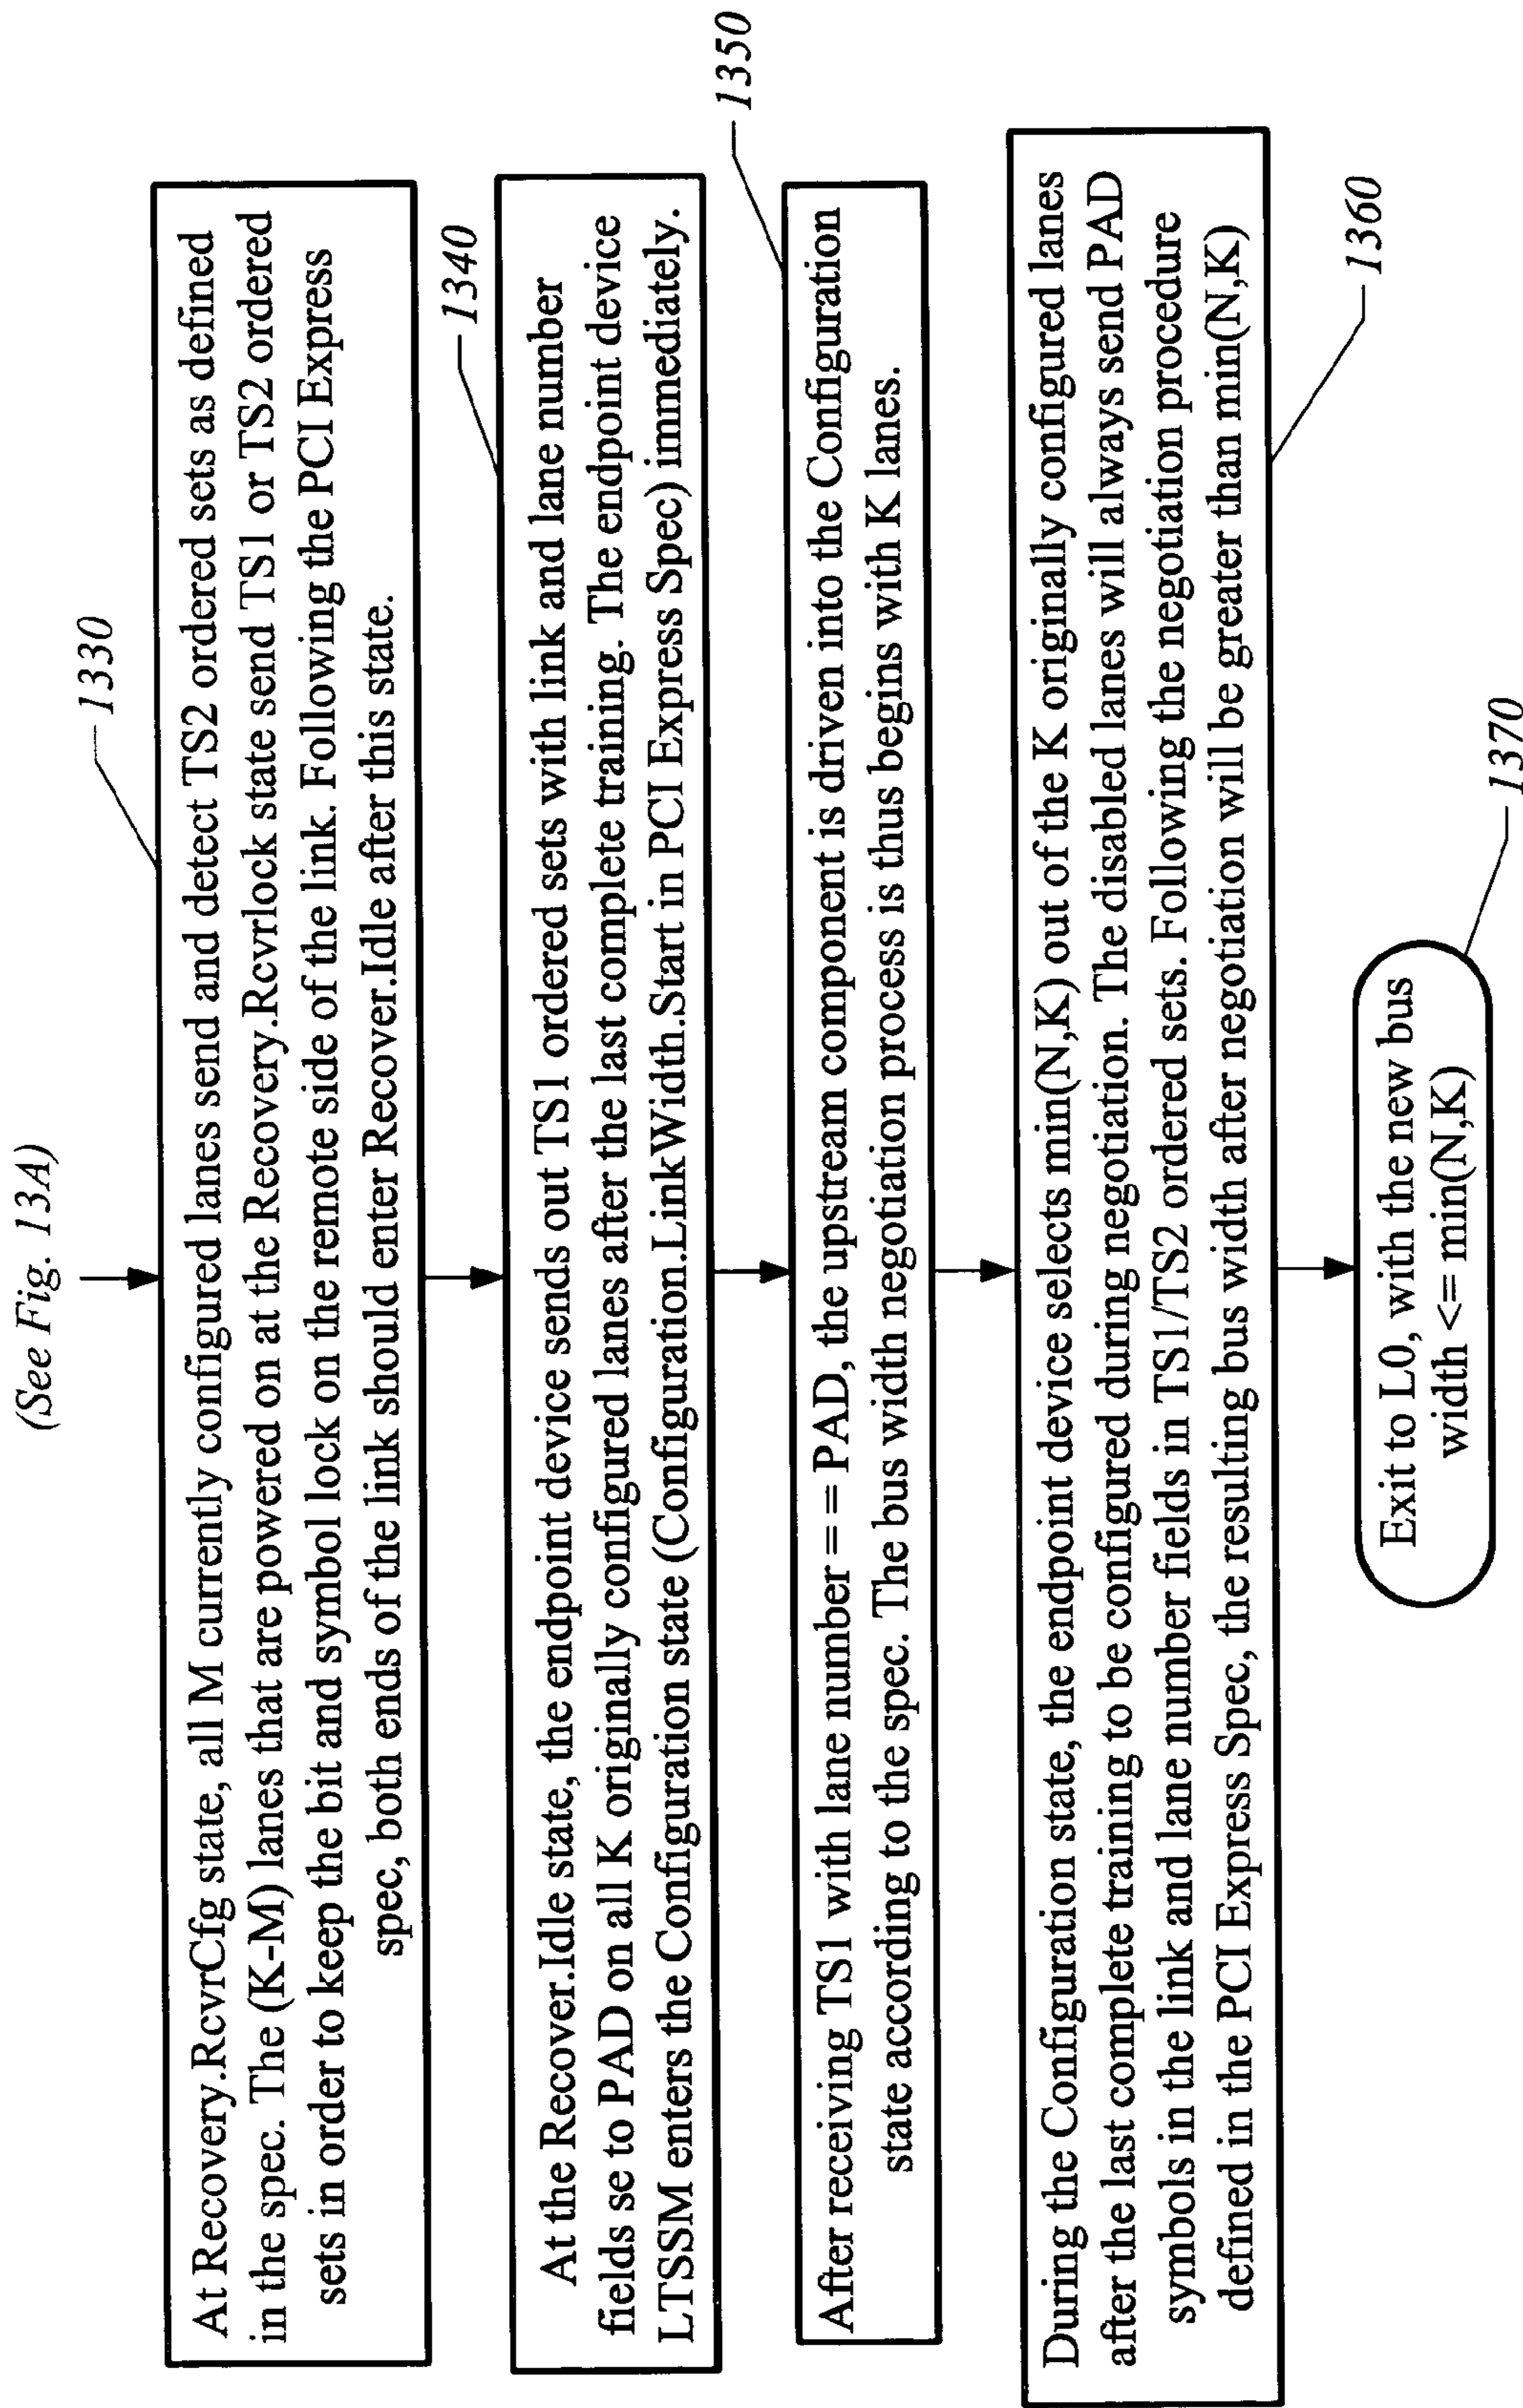 (See Fig. 13A)
1330
At Recovery.RcvrCfg state, all M currently configured lanes send and detect TS2 ordered sets as defined
in the spec. The (K-M) lanes that are powered on at the Recovery.Rcvrlock state send TS1 or TS2 ordered
sets in order to keep the bit and symbol lock on the remote side of the link. Following the PCI Express
spec, both ends of the link should enter Recover.Idle after this state.
1340
At the Recover.Idle state, the endpoint device sends out TS1 ordered sets with link and lane number
fields se to PAD on all K originally configured lanes after the last complete training. The endpoint device
LTSSM enters the Configuration state (Configuration.LinkWidth.Start in PCI Express Spec) immediately.
1350
After receiving TS1 with lane number = = PAD, the upstream component is driven into the Configuration
state according to the spec. The bus width negotiation process is thus begins with K lanes.
During the Configuration state, the endpoint device selects min(N,K) out of the K originally configured lanes
after the last complete training to be configured during negotiation. The disabled lanes will always send PAD
symbols in the link and lane number fields in TS1/TS2 ordered sets. Following the negotiation procedure
defined in the PCI Express Spec, the resulting bus width after negotiation will be greater than min(N,K)
1360
1370
Exit to L0, with the new bus
width <= min(N,K)